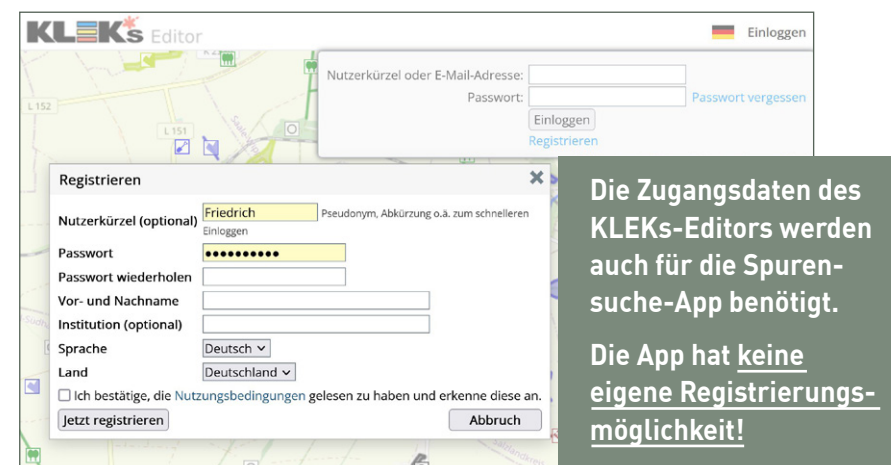 KLEKs Editor
Einloggen
Nutzerkürzel oder E-Mail-Adresse:
Passwort:
Passwort vergessen
Einloggen
Registrieren
L 152
L 151
Registrieren
Nutzerkürzel (optional) Friedrich Pseudonym, Abkürzung o.ä. zum schnelleren
Einloggen
Passwort ••••••••••
Passwort wiederholen
Vor- und Nachname
Institution (optional)
Sprache Deutsch
Land Deutschland
Ich bestätige, die Nutzungsbedingungen gelesen zu haben und erkenne diese an.
Jetzt registrieren Abbruch
Die Zugangsdaten des
KLEKs-Editors werden
auch für die Spuren-
suche-App benötigt.
Die App hat keine
eigene Registrierungs-
möglichkeit!